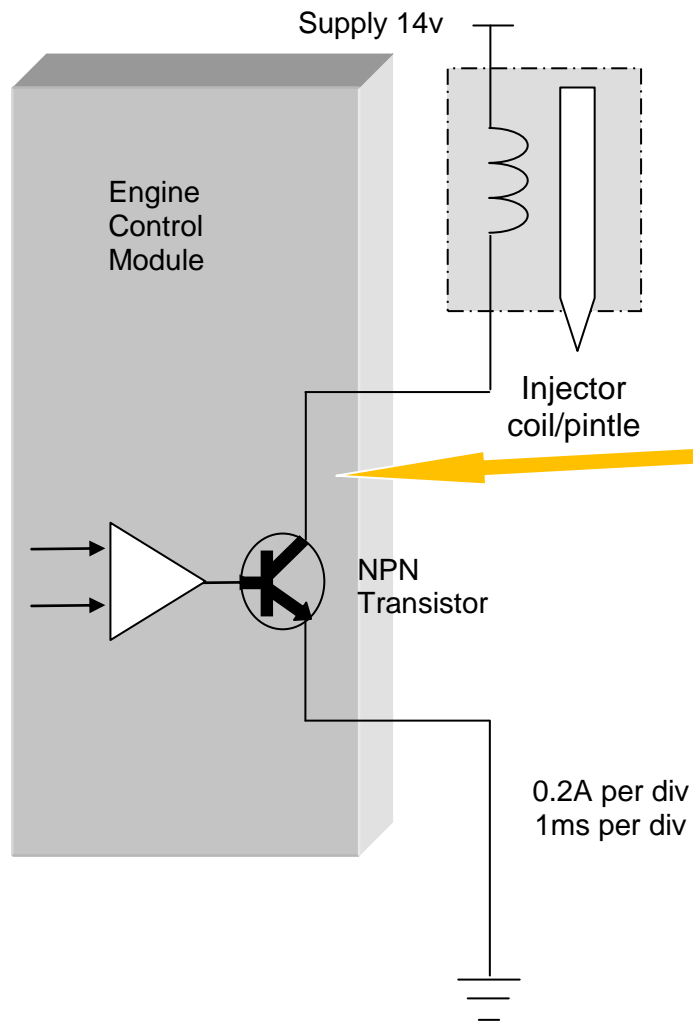 Supply 14v
Engine
Control
Module
Injector
coil/pintle
NPN
Transistor
0.2A per div
1ms per div